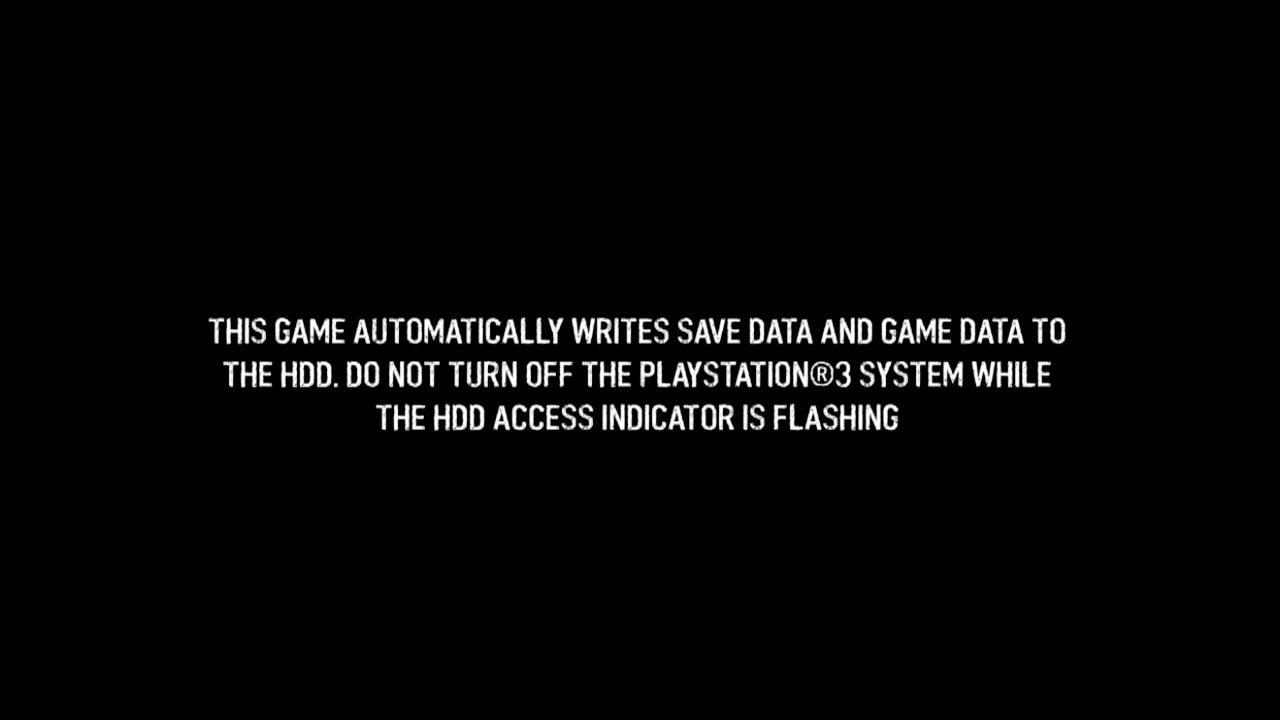 THIS GAME AUTOMATICALLY WRITES SAVE DATA AND GAME DATA TO
THE HDD. DO NOT TURN OFF THE PLAYSTATION®3 SYSTEM WHILE
THE HDD ACCESS INDICATOR IS FLASHING